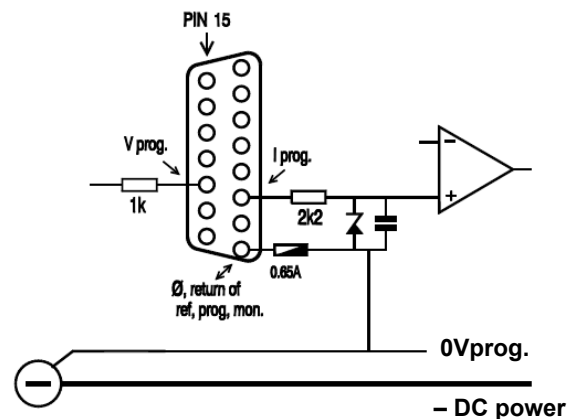 PIN 15
V prog.
I prog.
1k
2k2
0.65A
Ø, return of
ref, prog, mon.
0Vprog.
– DC power